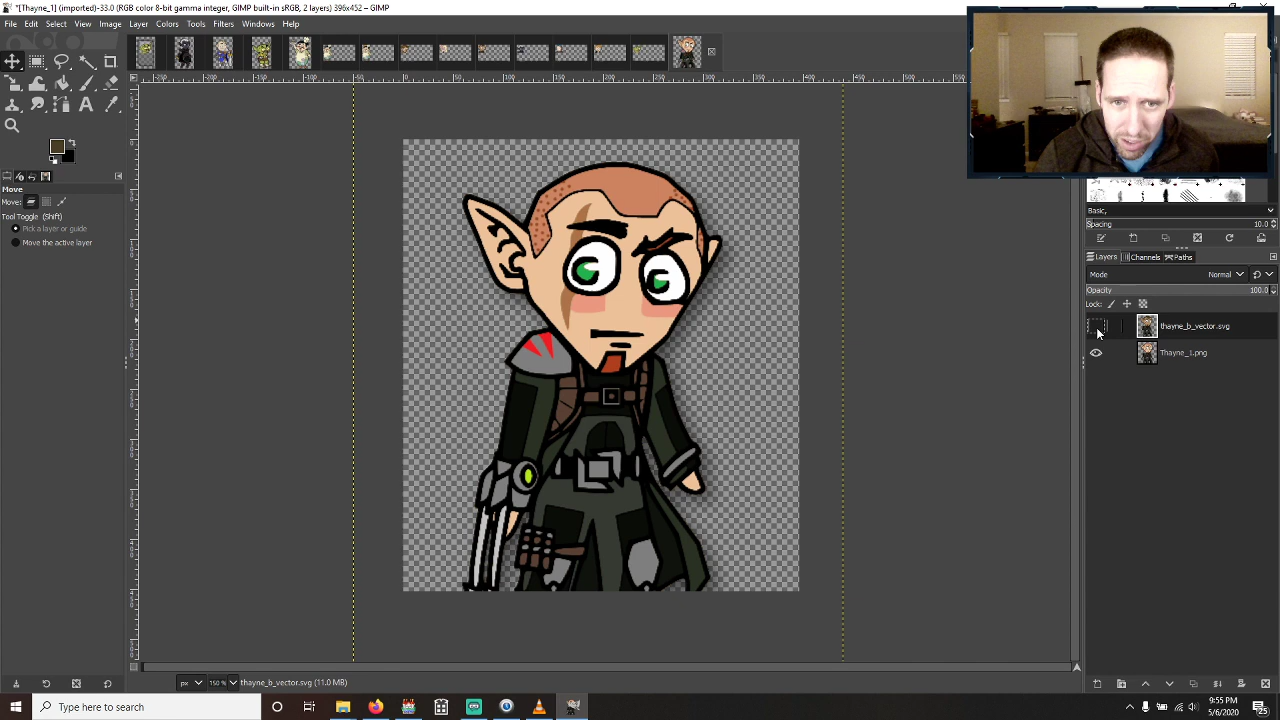 *[Thayne_1] (imported)-33.0 (RGB color 8-bit gamma integer, GIMP built-in sRGB, 2 layers) 396x452 – GIMP
File Edit Select View Image Layer Colors Tools Filters Windows Help
Move
Move:
Tool Toggle (Shift)
Pick a layer or guide
Move the active layer
Basic,
Spacing 10.0
Layers Channels Paths
Mode Normal
Opacity 100.0
Lock:
thayne_b_vector.svg
Thayne_1.png
px 150 % thayne_b_vector.svg (11.0 MB)
Type here to search
9:55 PM
5/6/2020